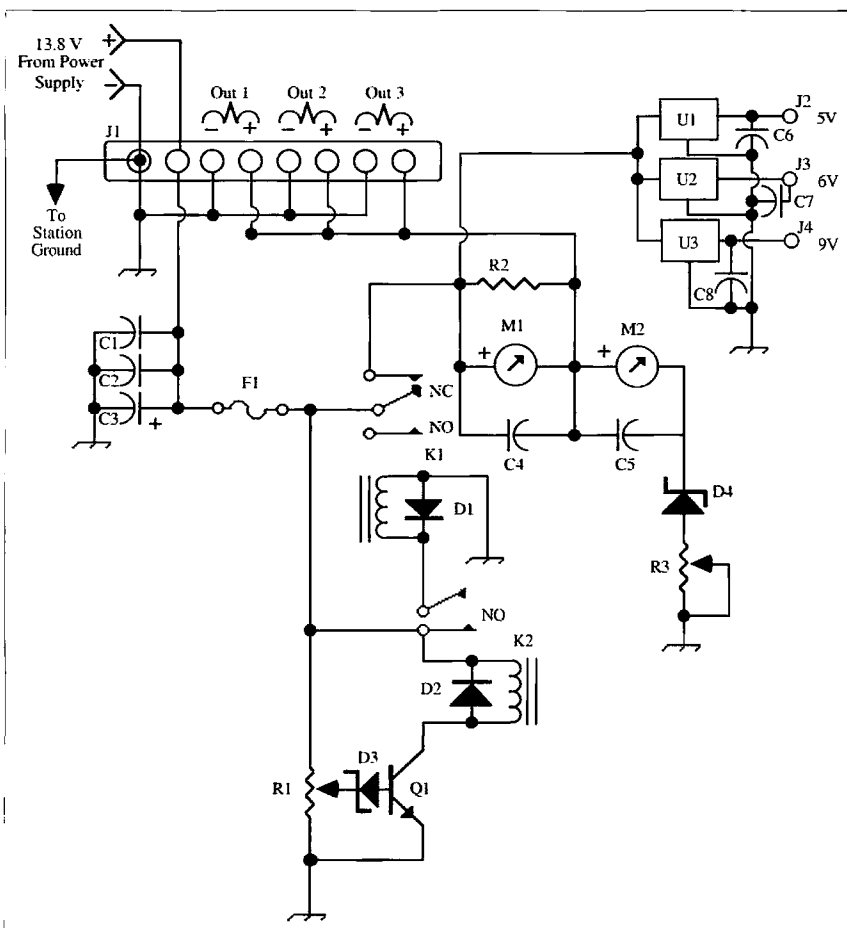 13.8 V
From Power
Supply
+
−
Out 1
Out 2
Out 3
− +
− +
− +
J1
To
Station
Ground
U1
J2
5V
C6
U2
J3
6V
C7
U3
J4
9V
C8
R2
M1
+
M2
+
C1
C2
C3
+
F1
NC
NO
C4
C5
K1
D1
D4
R3
NO
K2
D2
D3
R1
Q1